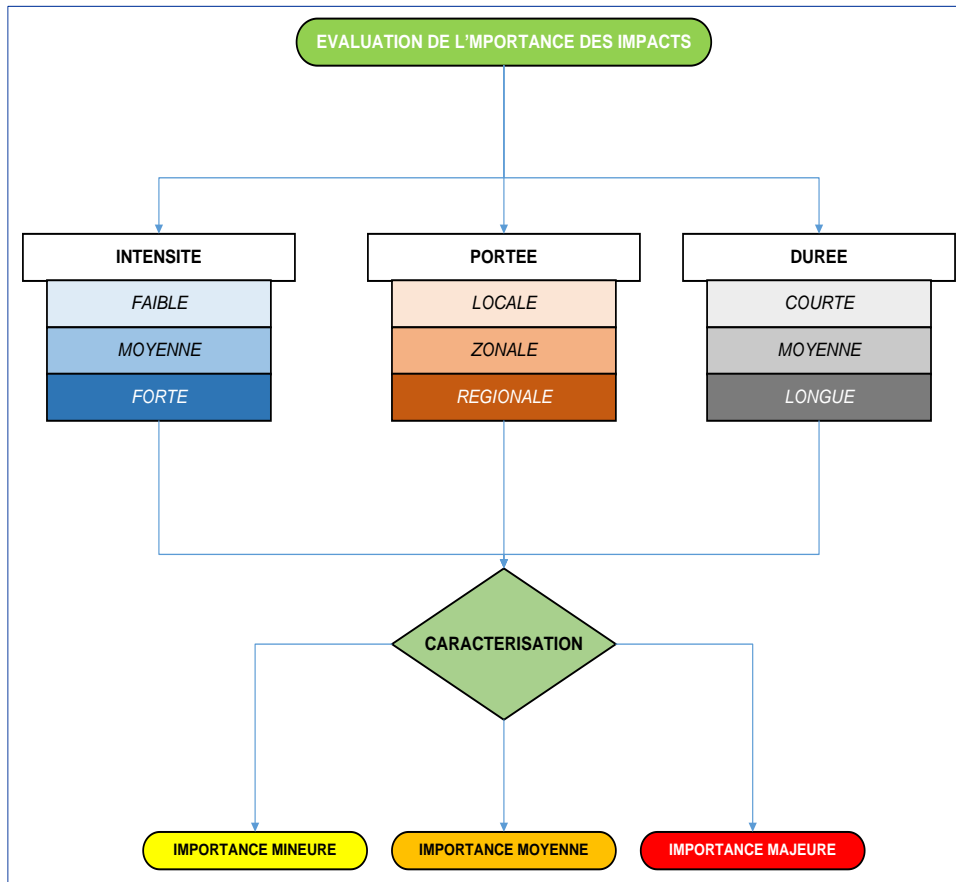 EVALUATION DE L'MPORTANCE DES IMPACTS
INTENSITE
FAIBLE
MOYENNE
FORTE
PORTEE
LOCALE
ZONALE
REGIONALE
DUREE
COURTE
MOYENNE
LONGUE
CARACTERISATION
IMPORTANCE MINEURE
IMPORTANCE MOYENNE
IMPORTANCE MAJEURE